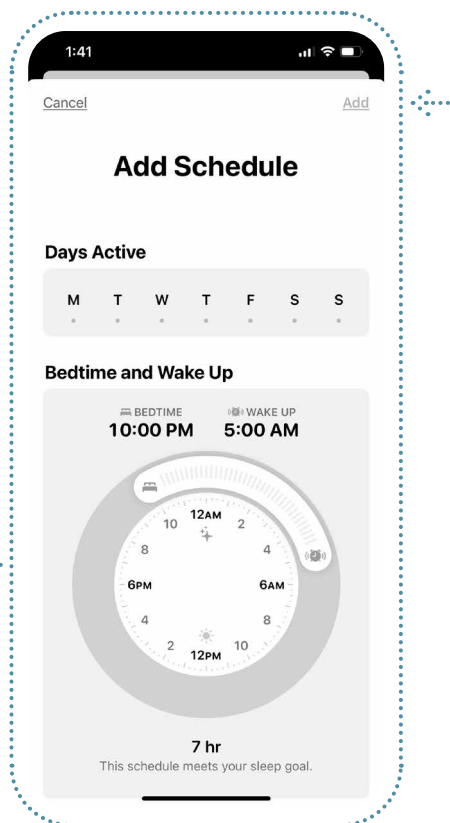 1:41
Cancel Add
Add Schedule
Days Active
M T W T F S S
Bedtime and Wake Up
BEDTIME WAKE UP
10:00 PM 5:00 AM
12AM
10 2
8 4
6PM 6AM
4 8
2 10
12PM
7 hr
This schedule meets your sleep goal.